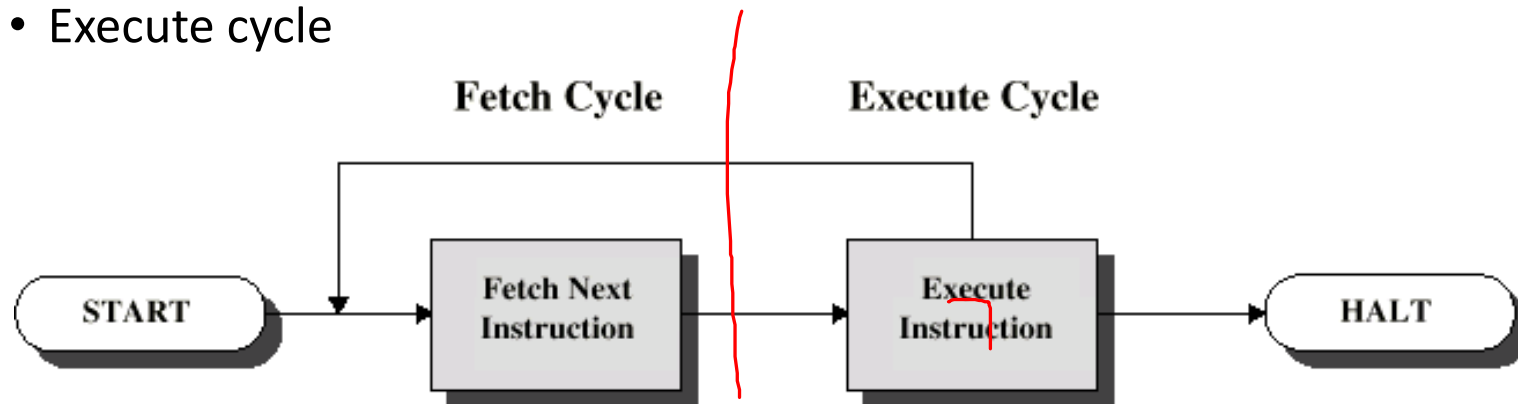 • Execute cycle
Fetch Cycle
Execute Cycle
START
Fetch Next
Instruction
Execute
Instruction
HALT